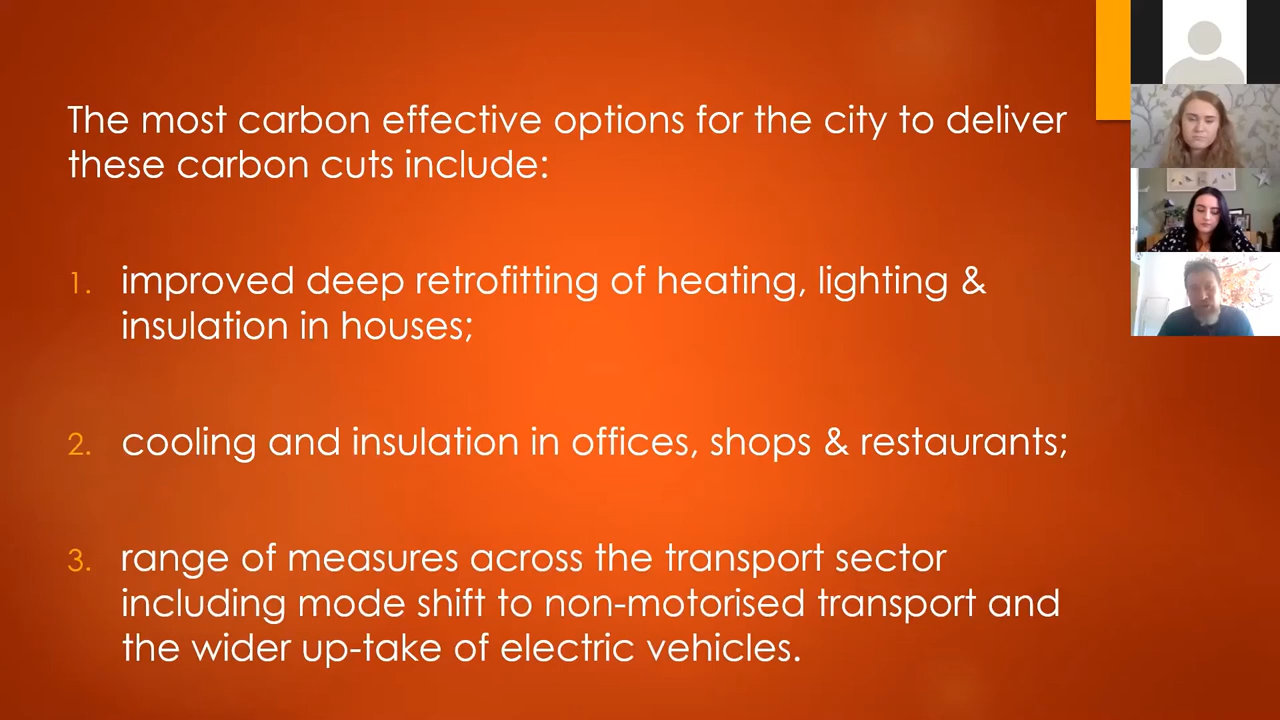 The most carbon effective options for the city to deliver
these carbon cuts include:
1. improved deep retrofitting of heating, lighting &
insulation in houses;
2. cooling and insulation in offices, shops & restaurants;
3. range of measures across the transport sector
including mode shift to non-motorised transport and
the wider up-take of electric vehicles.